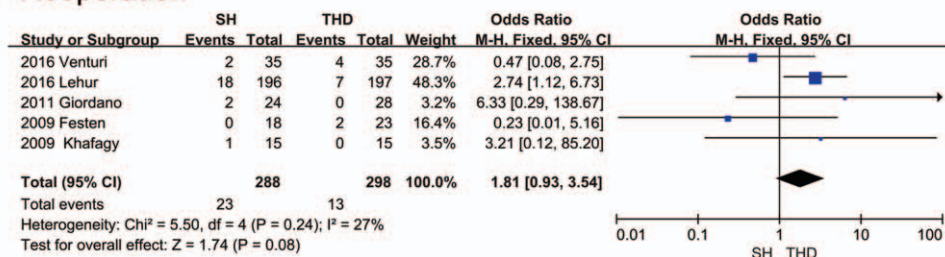 SH THD Odds Ratio Odds Ratio
Study or Subgroup Events Total Events Total Weight M-H, Fixed, 95% CI M-H, Fixed, 95% CI
2016 Venturi 2 35 4 35 28.7% 0.47 [0.08, 2.75]
2016 Lehur 18 196 7 197 48.3% 2.74 [1.12, 6.73]
2011 Giordano 2 24 0 28 3.2% 6.33 [0.29, 138.67]
2009 Festen 0 18 2 23 16.4% 0.23 [0.01, 5.16]
2009 Khafagy 1 15 0 15 3.5% 3.21 [0.12, 85.20]
Total (95% CI) 288 298 100.0% 1.81 [0.93, 3.54]
Total events 23 13
Heterogeneity: Chi² = 5.50, df = 4 (P = 0.24); I² = 27%
Test for overall effect: Z = 1.74 (P = 0.08)
0.01 0.1 1 10 100
SH THD